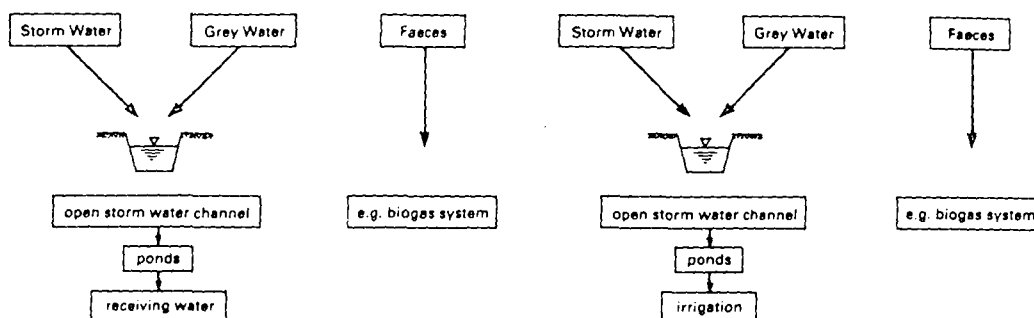 Storm Water
Grey Water
Faeces
open storm water channel
e.g. biogas system
ponds
receiving water
Storm Water
Grey Water
Faeces
open storm water channel
e.g. biogas system
ponds
irrigation